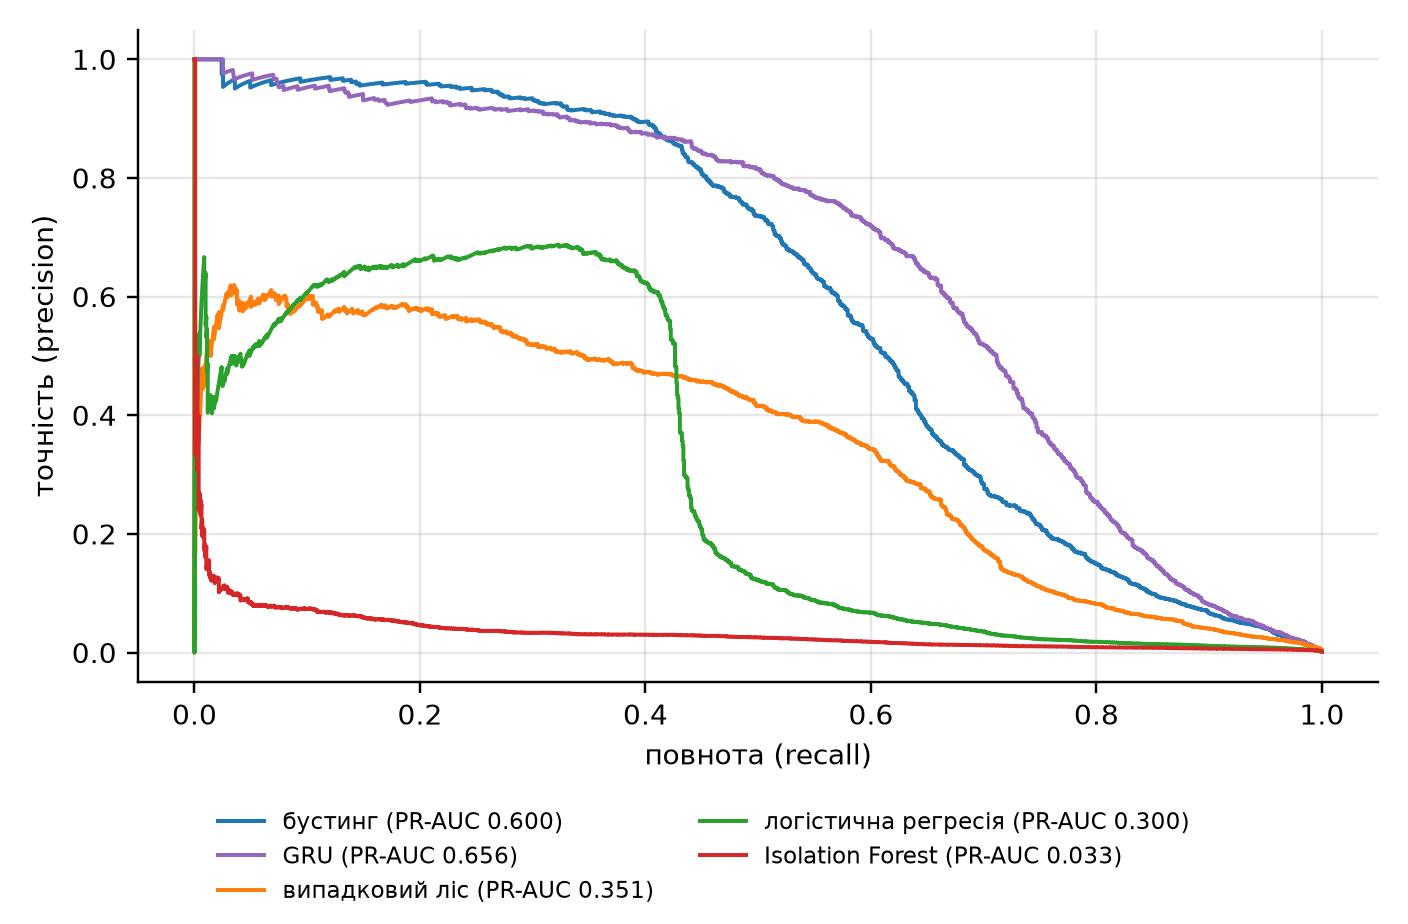 1.0
0.8
0.6
0.4
0.2
0.0
точність (precision)
0.0 0.2 0.4 0.6 0.8 1.0
повнота (recall)
бустинг (PR-AUC 0.600)
GRU (PR-AUC 0.656)
випадковий ліс (PR-AUC 0.351)
логістична регресія (PR-AUC 0.300)
Isolation Forest (PR-AUC 0.033)